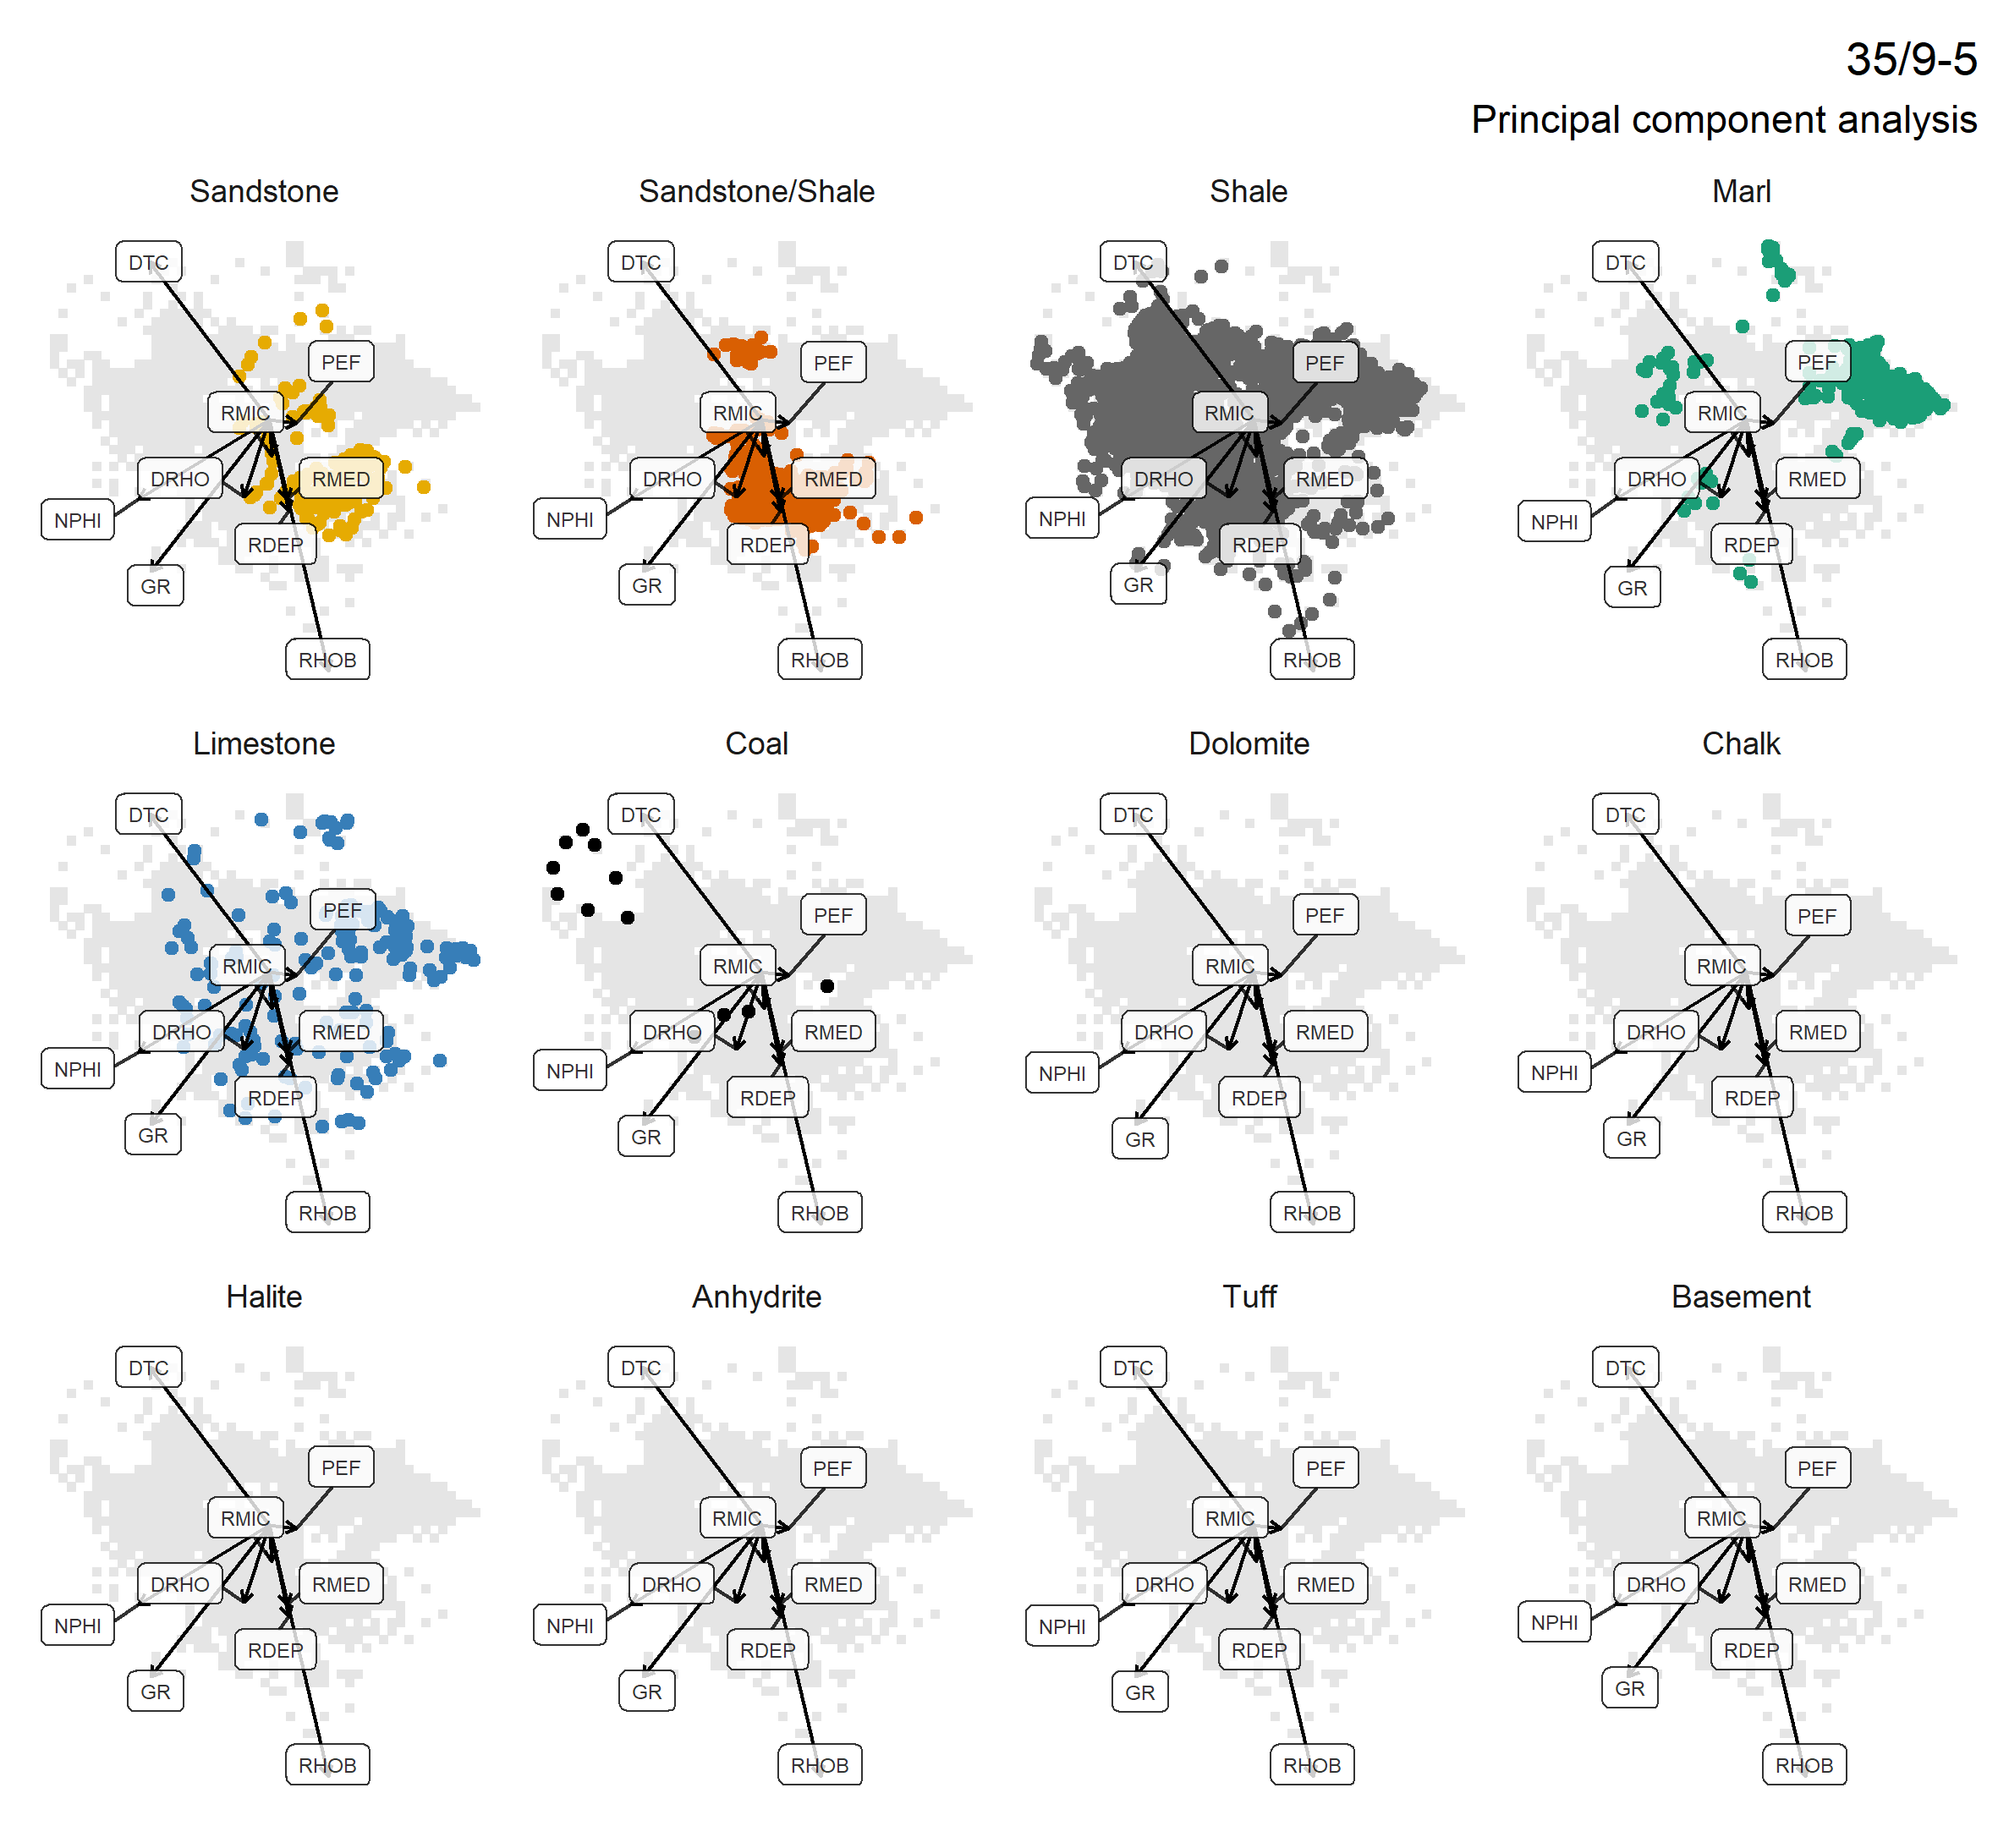 35/9-5
Principal component analysis
Sandstone
Sandstone/Shale
Shale
Marl
DTC
PEF
RMIC
DRHO
RMED
NPHI
RDEP
GR
RHOB
DTC
PEF
RMIC
DRHO
RMED
NPHI
RDEP
GR
RHOB
DTC
PEF
RMIC
DRHO
RMED
NPHI
RDEP
GR
RHOB
DTC
PEF
RMIC
DRHO
RMED
NPHI
RDEP
GR
RHOB
Limestone
Coal
Dolomite
Chalk
DTC
PEF
RMIC
DRHO
RMED
NPHI
RDEP
GR
RHOB
DTC
PEF
RMIC
DRHO
RMED
NPHI
RDEP
GR
RHOB
DTC
PEF
RMIC
DRHO
RMED
NPHI
RDEP
GR
RHOB
DTC
PEF
RMIC
DRHO
RMED
NPHI
RDEP
GR
RHOB
Halite
Anhydrite
Tuff
Basement
DTC
PEF
RMIC
DRHO
RMED
NPHI
RDEP
GR
RHOB
DTC
PEF
RMIC
DRHO
RMED
NPHI
RDEP
GR
RHOB
DTC
PEF
RMIC
DRHO
RMED
NPHI
RDEP
GR
RHOB
DTC
PEF
RMIC
DRHO
RMED
NPHI
RDEP
GR
RHOB